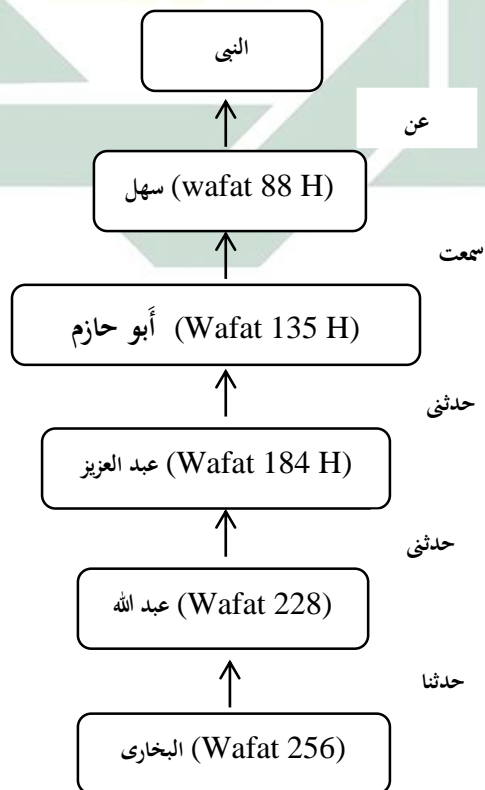 النبى
عن
سهل (wafat 88 H)
سمعت
أَبو حازم (Wafat 135 H)
حدثنى
عبد العزيز (Wafat 184 H)
حدثنى
عبد الله (Wafat 228)
حدثنا
البخارى (Wafat 256)